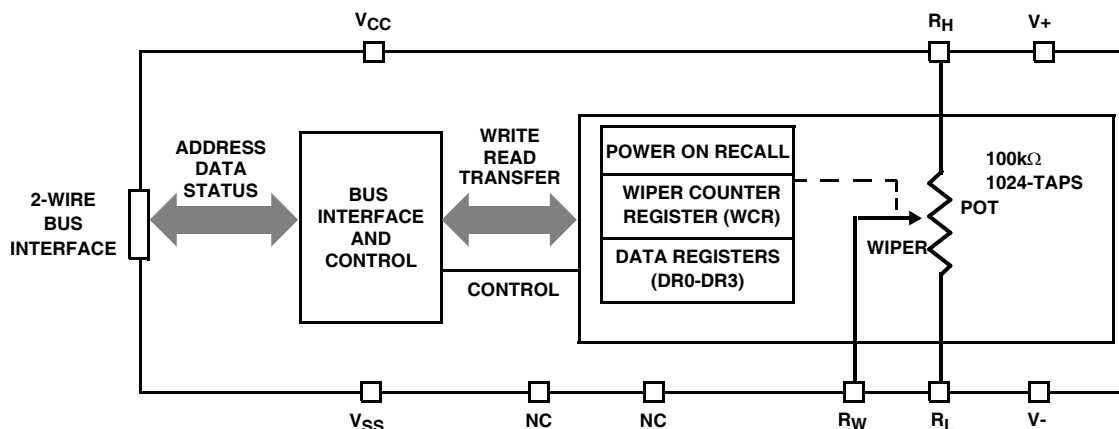 VCC
RH
V+
ADDRESS
DATA
STATUS
WRITE
READ
TRANSFER
POWER ON RECALL
100kΩ
1024-TAPS
2-WIRE
BUS
INTERFACE
BUS
INTERFACE
AND
CONTROL
WIPER COUNTER
REGISTER (WCR)
POT
WIPER
DATA REGISTERS
(DR0-DR3)
CONTROL
VSS
NC
NC
RW
RL
V-